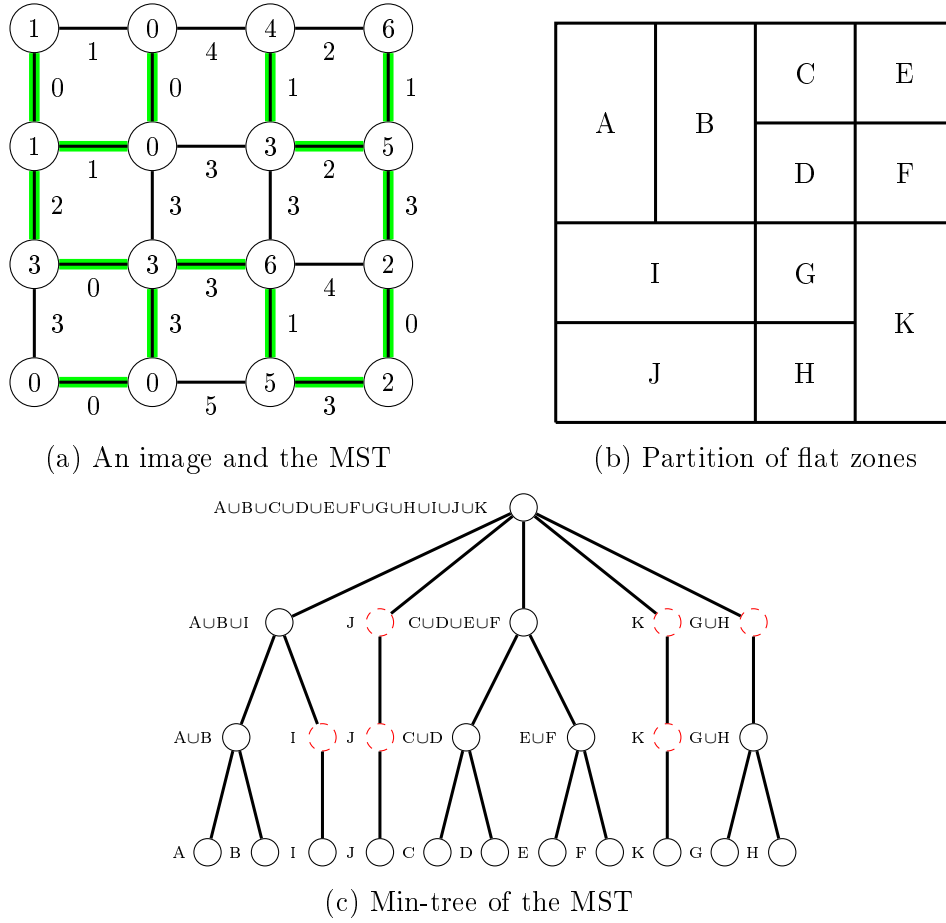 1 0 4 6
1 4 2
0 0 1 1
1 0 3 5
1 3 2
2 3 3 3
3 3 6 2
0 3 4
3 3 1 0
0 0 5 2
0 5 3
(a) An image and the MST
A B C E
D F
I G
K
J H
(b) Partition of flat zones
A∪B∪C∪D∪E∪F∪G∪H∪I∪J∪K
A∪B∪I J C∪D∪E∪F K G∪H
A∪B I J C∪D E∪F K G∪H
A B I J C D E F K G H
(c) Min-tree of the MST